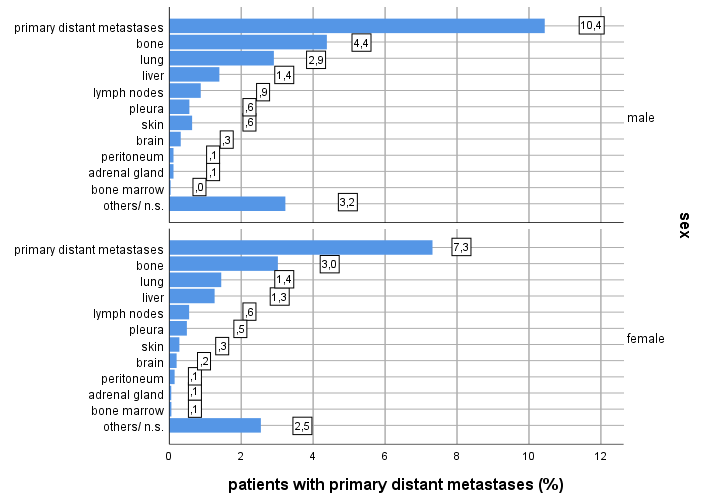 primary distant metastases 10,4
bone 4,4
lung 2,9
liver 1,4
lymph nodes ,9
pleura ,6
skin ,6
brain ,3
peritoneum ,1
adrenal gland ,1
bone marrow ,0
others/ n.s. 3,2
male
sex
primary distant metastases 7,3
bone 3,0
lung 1,4
liver 1,3
lymph nodes ,6
pleura ,5
skin ,3
brain ,2
peritoneum ,1
adrenal gland ,1
bone marrow ,1
others/ n.s. 2,5
female
0 2 4 6 8 10 12
patients with primary distant metastases (%)